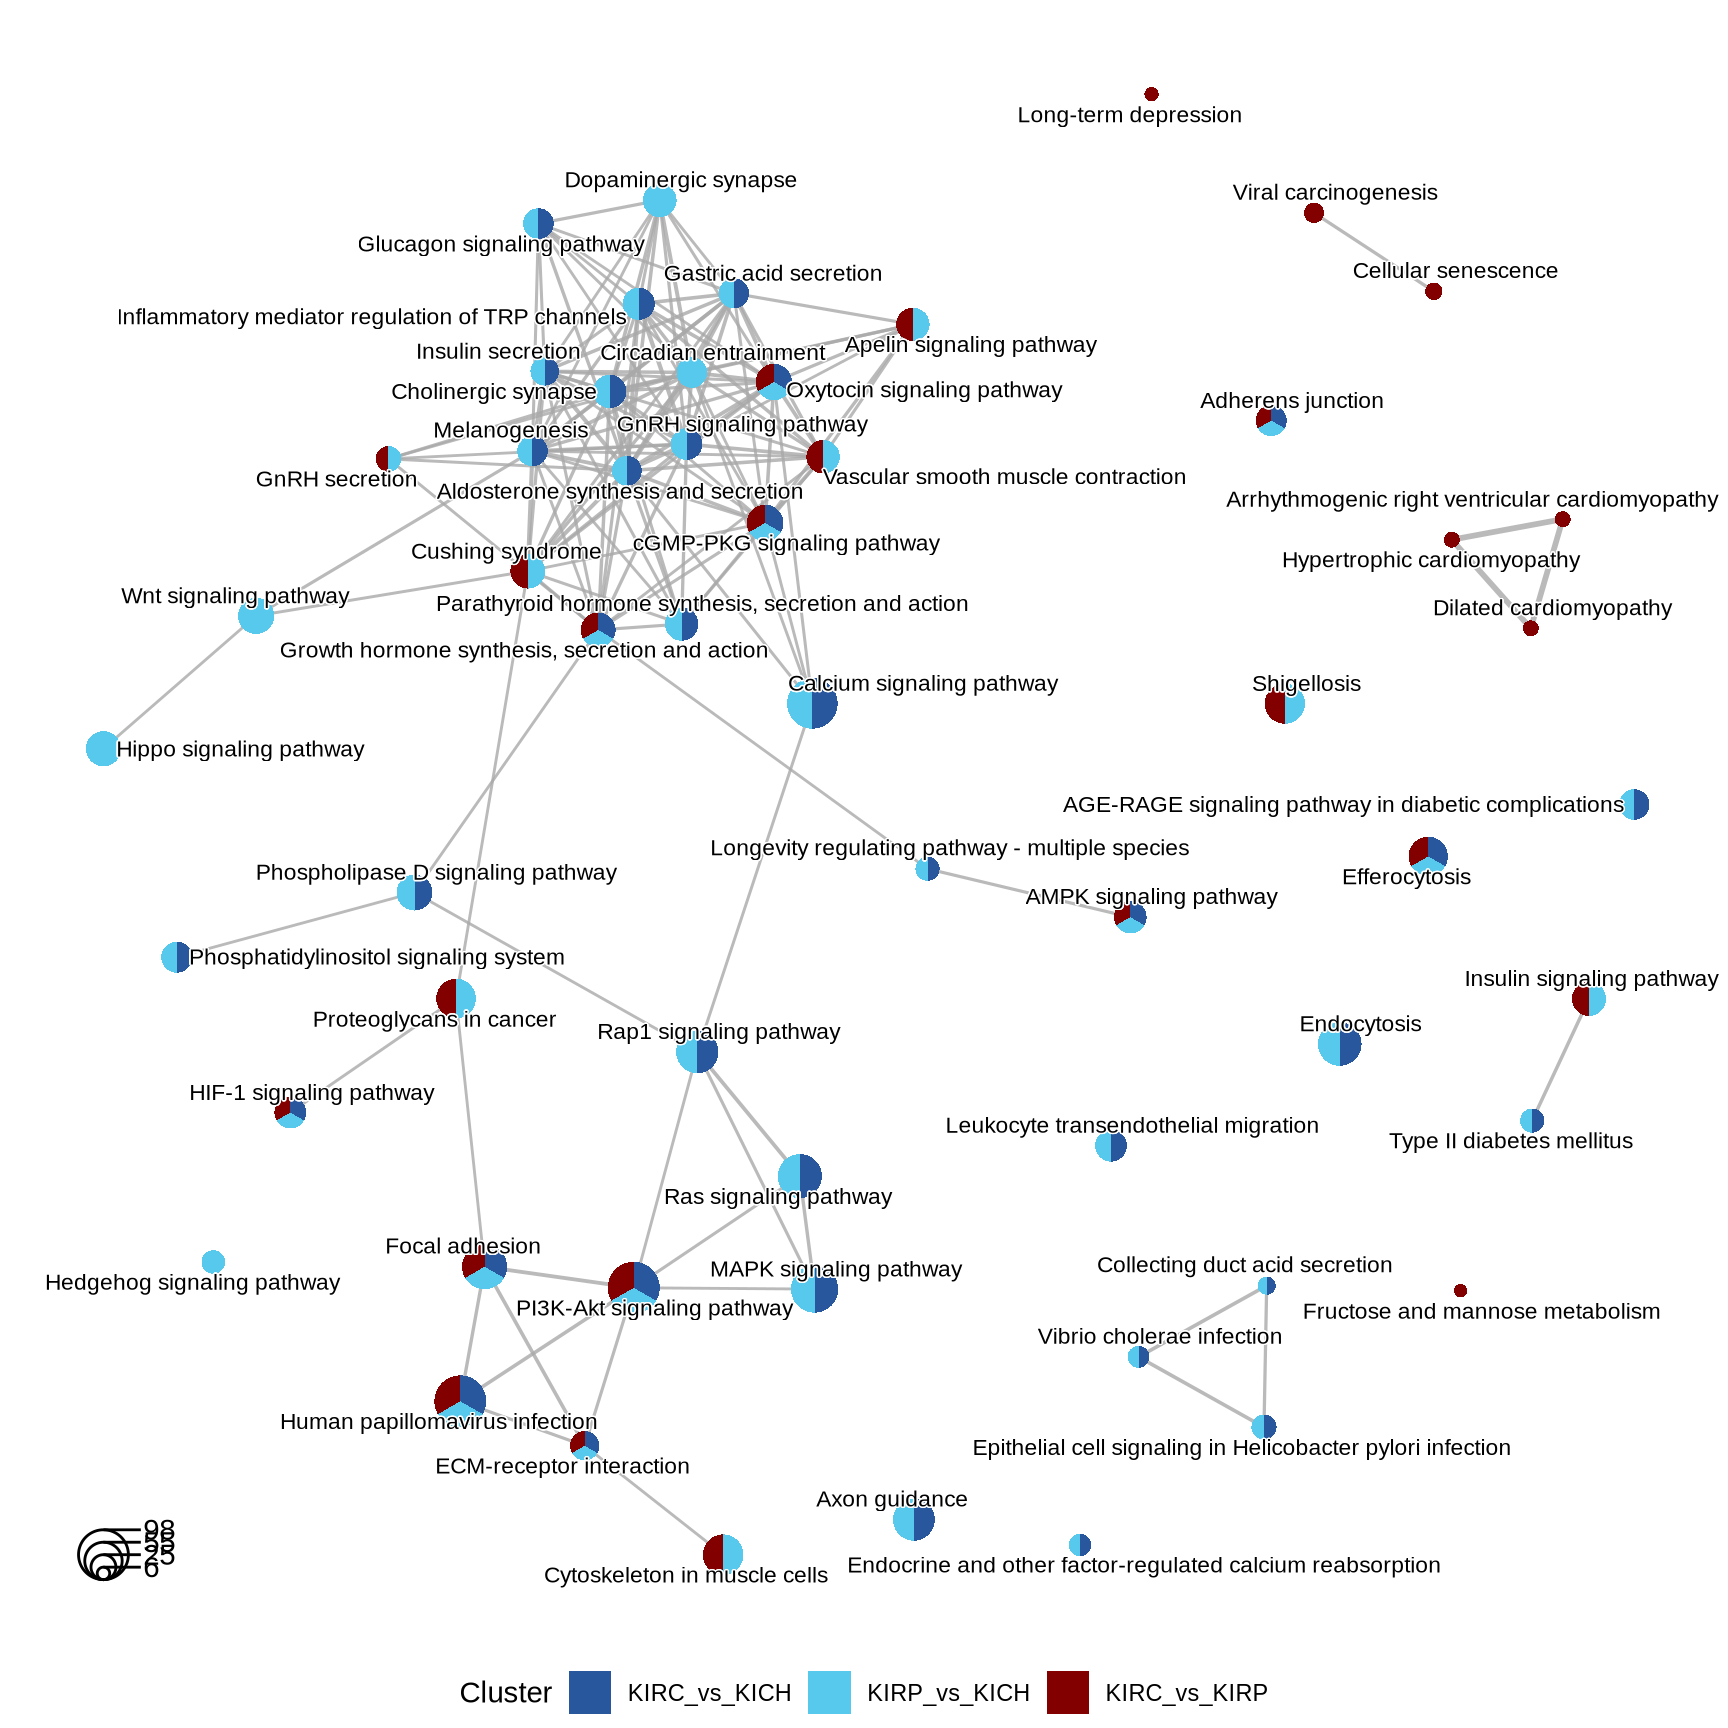 Long-term depression
Dopaminergic synapse
Viral carcinogenesis
Glucagon signaling pathway
Gastric acid secretion
Cellular senescence
Inflammatory mediator regulation of TRP channels
Apelin signaling pathway
Insulin secretion
Circadian entrainment
Cholinergic synapse
Oxytocin signaling pathway
Adherens junction
Melanogenesis
GnRH signaling pathway
GnRH secretion
Vascular smooth muscle contraction
Aldosterone synthesis and secretion
Arrhythmogenic right ventricular cardiomyopathy
Cushing syndrome
cGMP-PKG signaling pathway
Hypertrophic cardiomyopathy
Wnt signaling pathway
Parathyroid hormone synthesis, secretion and action
Dilated cardiomyopathy
Growth hormone synthesis, secretion and action
Calcium signaling pathway
Shigellosis
Hippo signaling pathway
AGE-RAGE signaling pathway in diabetic complications
Longevity regulating pathway - multiple species
Phospholipase D signaling pathway
Efferocytosis
AMPK signaling pathway
Phosphatidylinositol signaling system
Insulin signaling pathway
Proteoglycans in cancer
Rap1 signaling pathway
Endocytosis
HIF-1 signaling pathway
Leukocyte transendothelial migration
Type II diabetes mellitus
Ras signaling pathway
Focal adhesion
Hedgehog signaling pathway
MAPK signaling pathway
Collecting duct acid secretion
PI3K-Akt signaling pathway
Fructose and mannose metabolism
Vibrio cholerae infection
Human papillomavirus infection
Epithelial cell signaling in Helicobacter pylori infection
ECM-receptor interaction
Axon guidance
Cytoskeleton in muscle cells
Endocrine and other factor-regulated calcium reabsorption
98
25
6
Cluster KIRC_vs_KICH KIRP_vs_KICH KIRC_vs_KIRP